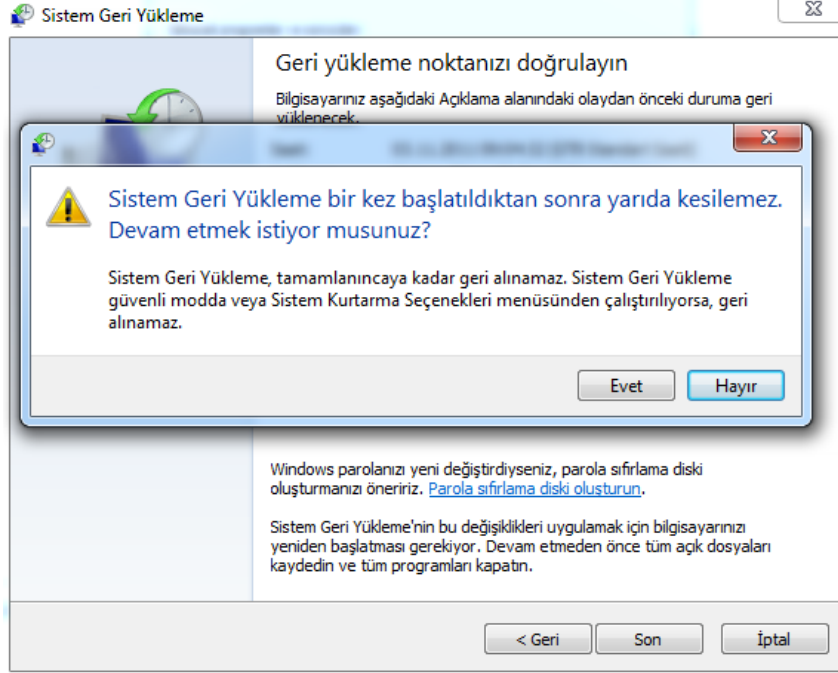 Sistem Geri Yükleme
Geri yükleme noktanızı doğrulayın
Bilgisayarınız aşağıdaki Açıklama alanındaki olaydan önceki duruma geri
yüklenecek.
Sistem Geri Yükleme bir kez başlatıldıktan sonra yarıda kesilemez.
Devam etmek istiyor musunuz?
Sistem Geri Yükleme, tamamlanıncaya kadar geri alınamaz. Sistem Geri Yükleme
güvenli modda veya Sistem Kurtarma Seçenekleri menüsünden çalıştırılıyorsa, geri
alınamaz.
Evet Hayır
Windows parolanızı yeni değiştirdiyseniz, parola sıfırlama diski
oluşturmanızı öneririz. Parola sıfırlama diski oluşturun.
Sistem Geri Yükleme'nin bu değişiklikleri uygulamak için bilgisayarınızı
yeniden başlatması gerekiyor. Devam etmeden önce tüm açık dosyaları
kaydedin ve tüm programları kapatın.
< Geri Son İptal